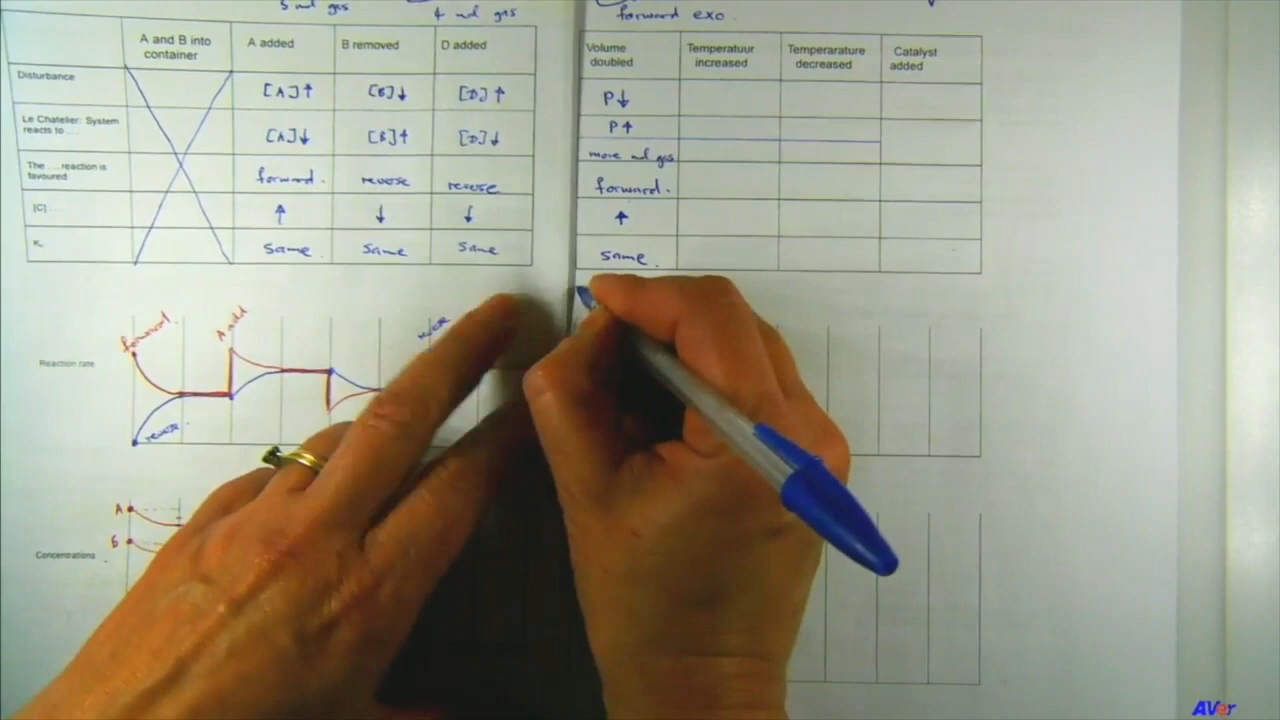 3 mol gas
4 mol gas
forward exo.
A and B into container
A added
B removed
D added
Disturbance
[A]↑
[B]↓
[D]↑
Le Chatelier: System reacts to ....
[A]↓
[B]↑
[D]↓
The ... reaction is favoured
forward.
reverse
reverse
[C] ...
↑
↓
↓
Kc
same.
same
same
Volume doubled
Temperatuur increased
Temperarature decreased
Catalyst added
P↓
P↑
more mol gas
forward.
↑
same.
Reaction rate
forward.
A add
reverse.
reverse
Concentrations
A
B
AVer